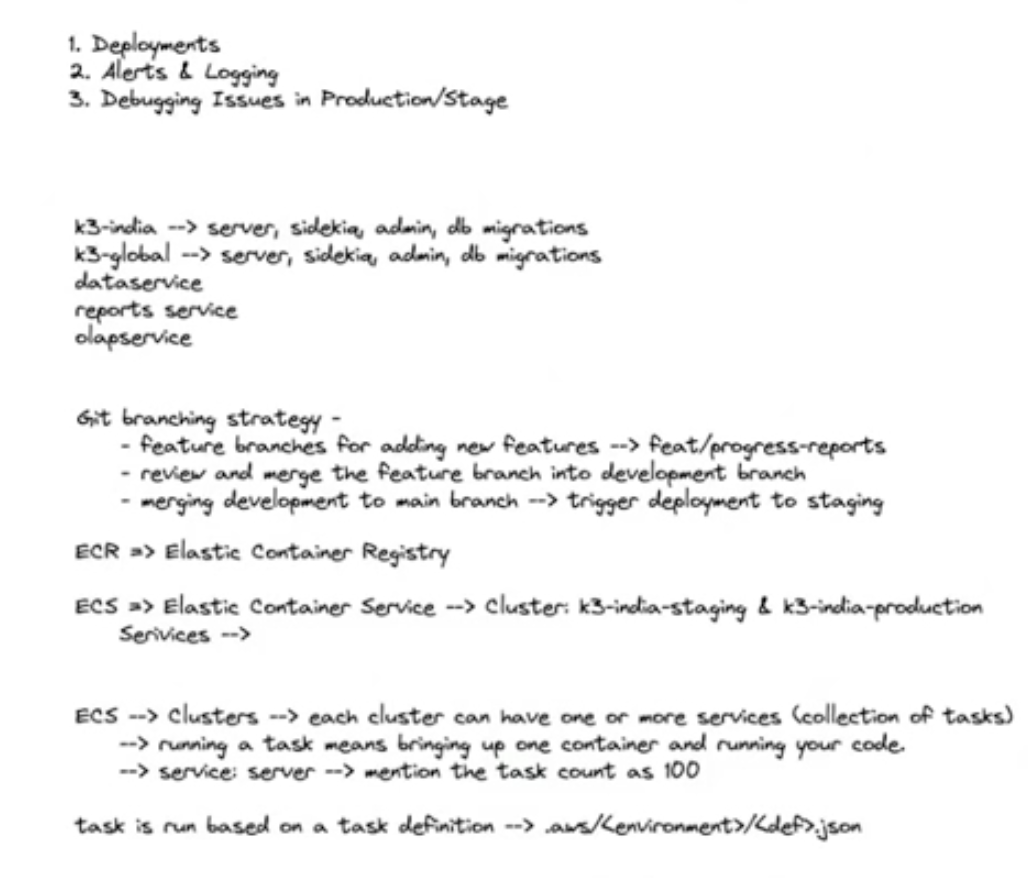 1. Deployments
2. Alerts & Logging
3. Debugging Issues in Production/Stage
k3-india --> server, sidekiq, admin, db migrations
k3-global --> server, sidekiq, admin, db migrations
dataservice
reports service
olapservice
Git branching strategy -
- feature branches for adding new features --> feat/progress-reports
- review and merge the feature branch into development branch
- merging development to main branch --> trigger deployment to staging
ECR => Elastic Container Registry
ECS => Elastic Container Service --> Cluster: k3-india-staging & k3-india-production
Serivices -->
ECS --> Clusters --> each cluster can have one or more services (collection of tasks)
--> running a task means bringing up one container and running your code.
--> service: server --> mention the task count as 100
task is run based on a task definition --> .aws/<environment>/<def>.json